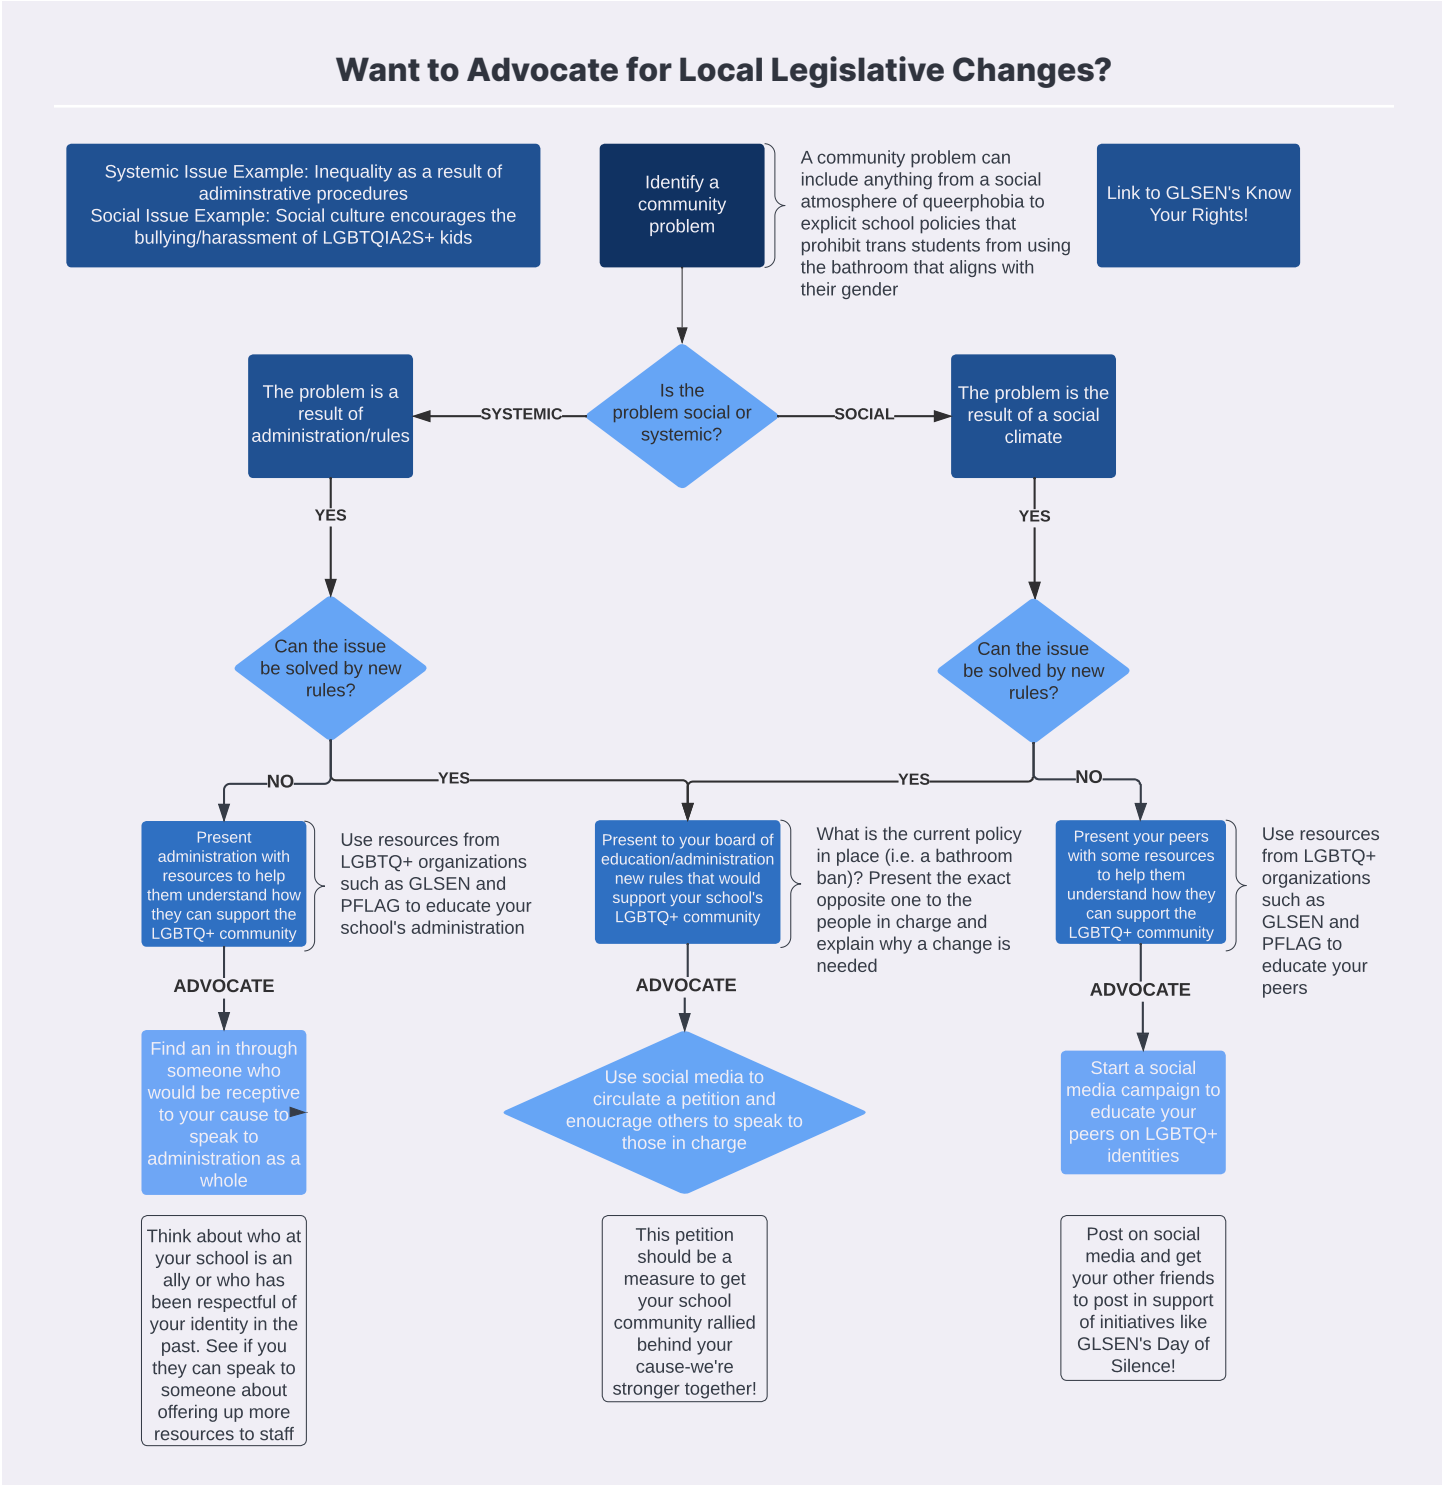 Want to Advocate for Local Legislative Changes?
Systemic Issue Example: Inequality as a result of
adiminstrative procedures
Social Issue Example: Social culture encourages the
bullying/harassment of LGBTQIA2S+ kids
Identify a
community
problem
A community problem can
include anything from a social
atmosphere of queerphobia to
explicit school policies that
prohibit trans students from using
the bathroom that aligns with
their gender
Link to GLSEN's Know
Your Rights!
The problem is a
result of
administration/rules
SYSTEMIC
Is the
problem social or
systemic?
SOCIAL
The problem is the
result of a social
climate
YES
YES
Can the issue
be solved by new
rules?
Can the issue
be solved by new
rules?
NO
YES
YES
NO
Present
administration with
resources to help
them understand how
they can support the
LGBTQ+ community
Use resources from
LGBTQ+ organizations
such as GLSEN and
PFLAG to educate your
school's administration
Present to your board of
education/administration
new rules that would
support your school's
LGBTQ+ community
What is the current policy
in place (i.e. a bathroom
ban)? Present the exact
opposite one to the
people in charge and
explain why a change is
needed
Present your peers
with some resources
to help them
understand how they
can support the
LGBTQ+ community
Use resources
from LGBTQ+
organizations
such as
GLSEN and
PFLAG to
educate your
peers
ADVOCATE
ADVOCATE
ADVOCATE
Find an in through
someone who
would be receptive
to your cause to
speak to
administration as a
whole
Use social media to
circulate a petition and
enoucrage others to speak to
those in charge
Start a social
media campaign to
educate your
peers on LGBTQ+
identities
Think about who at
your school is an
ally or who has
been respectful of
your identity in the
past. See if you
they can speak to
someone about
offering up more
resources to staff
This petition
should be a
measure to get
your school
community rallied
behind your
cause-we're
stronger together!
Post on social
media and get
your other friends
to post in support
of initiatives like
GLSEN's Day of
Silence!